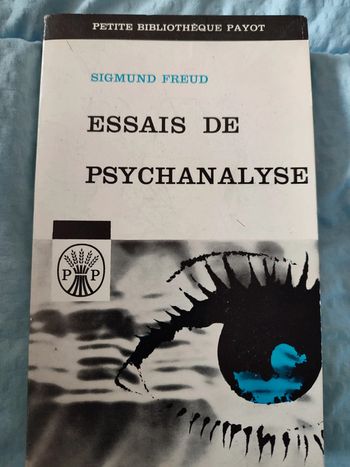 PETITE BIBLIOTHÈQUE PAYOT
SIGMUND FREUD
ESSAIS DE
PSYCHANALYSE
P P